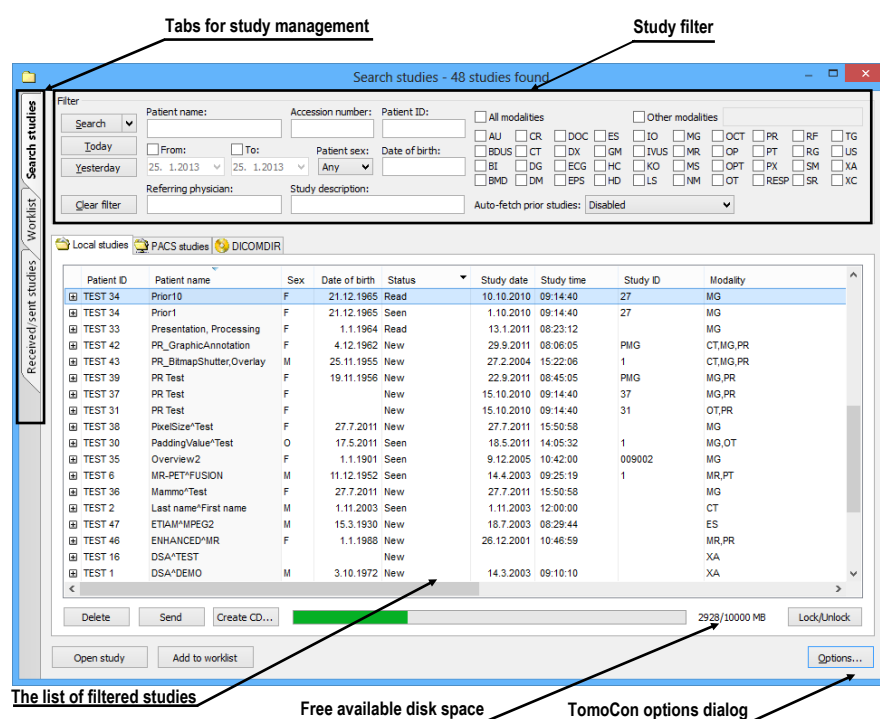 Tabs for study management
Study filter
Search studies - 48 studies found
Search studies
Worklist
Received/sent studies
Filter
Search
Today
Yesterday
Clear filter
Patient name:
Accession number:
Patient ID:
From:
To:
25. 1.2013
25. 1.2013
Patient sex:
Any
Date of birth:
Referring physician:
Study description:
All modalities
Other modalities
AU CR DOC ES IO MG OCT PR RF TG
BDUS CT DX GM IVUS MR OP PT RG US
BI DG ECG HC KO MS OPT PX SM XA
BMD DM EPS HD LS NM OT RESP SR XC
Auto-fetch prior studies: Disabled
Local studies PACS studies DICOMDIR
Patient ID Patient name Sex Date of birth Status Study date Study time Study ID Modality
TEST 34 Prior10 F 21.12.1965 Read 10.10.2010 09:14:40 27 MG
TEST 34 Prior1 F 21.12.1965 Seen 1.10.2010 09:14:40 27 MG
TEST 33 Presentation, Processing F 1.1.1964 Read 13.1.2011 08:23:12 MG
TEST 42 PR_GraphicAnnotation F 4.12.1962 New 29.9.2011 08:06:05 PMG CT,MG,PR
TEST 43 PR_BitmapShutter,Overlay M 25.11.1955 New 27.2.2004 15:22:06 1 CT,MG,PR
TEST 39 PR Test F 19.11.1956 New 22.9.2011 08:45:05 PMG MG,PR
TEST 37 PR Test F New 15.10.2010 09:14:40 37 MG,PR
TEST 31 PR Test F New 15.10.2010 09:14:40 31 OT,PR
TEST 38 PixelSize^Test F 27.7.2011 New 27.7.2011 15:50:58 MG
TEST 30 PaddingValue^Test O 17.5.2011 Seen 18.5.2011 14:05:32 1 MG,OT
TEST 35 Overview2 F 1.1.1901 Seen 9.12.2005 10:42:00 009002 MG
TEST 6 MR-PET^FUSION M 11.12.1952 Seen 14.4.2003 09:25:19 1 MR,PT
TEST 36 Mammo^Test F 27.7.2011 New 27.7.2011 15:50:58 MG
TEST 2 Last name^First name M 1.11.2003 Seen 1.11.2003 12:00:00 CT
TEST 47 ETIAM^MPEG2 M 15.3.1930 New 18.7.2003 08:29:44 ES
TEST 46 ENHANCED^MR F 1.1.1988 New 26.12.2001 10:46:59 MR,PR
TEST 16 DSA^TEST New XA
TEST 1 DSA^DEMO M 3.10.1972 New 14.3.2003 09:10:10 XA
Delete Send Create CD... 2928/10000 MB Lock/Unlock
Open study Add to worklist Options...
The list of filtered studies
Free available disk space
TomoCon options dialog